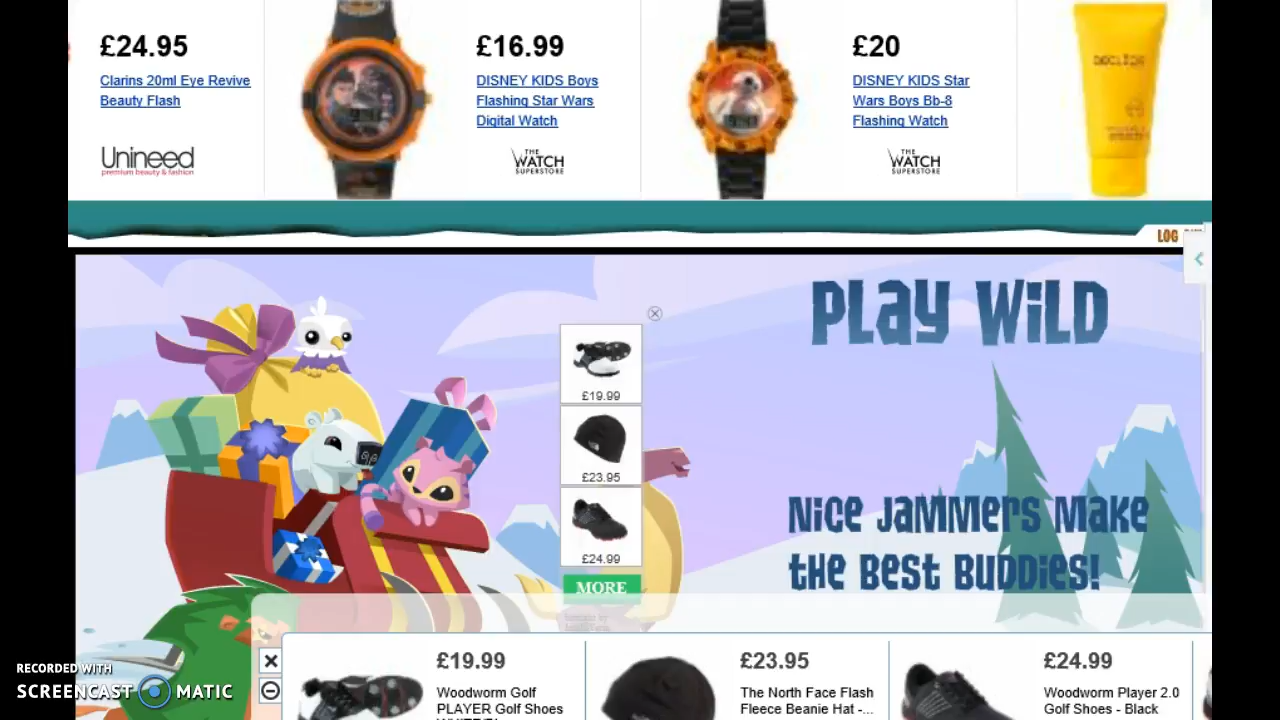 £24.95
Clarins 20ml Eye Revive
Beauty Flash
Unineed
premium beauty & fashion
£16.99
DISNEY KIDS Boys
Flashing Star Wars
Digital Watch
THE
WATCH
SUPERSTORE
£20
DISNEY KIDS Star
Wars Boys Bb-8
Flashing Watch
THE
WATCH
SUPERSTORE
LOG
PLAY WILD
£19.99
£23.95
£24.99
MORE
NICE JAMMERS MAKE
THE BEST BUDDIES!
RECORDED WITH
SCREENCAST MATIC
£19.99
Woodworm Golf
PLAYER Golf Shoes
£23.95
The North Face Flash
Fleece Beanie Hat -...
£24.99
Woodworm Player 2.0
Golf Shoes - Black